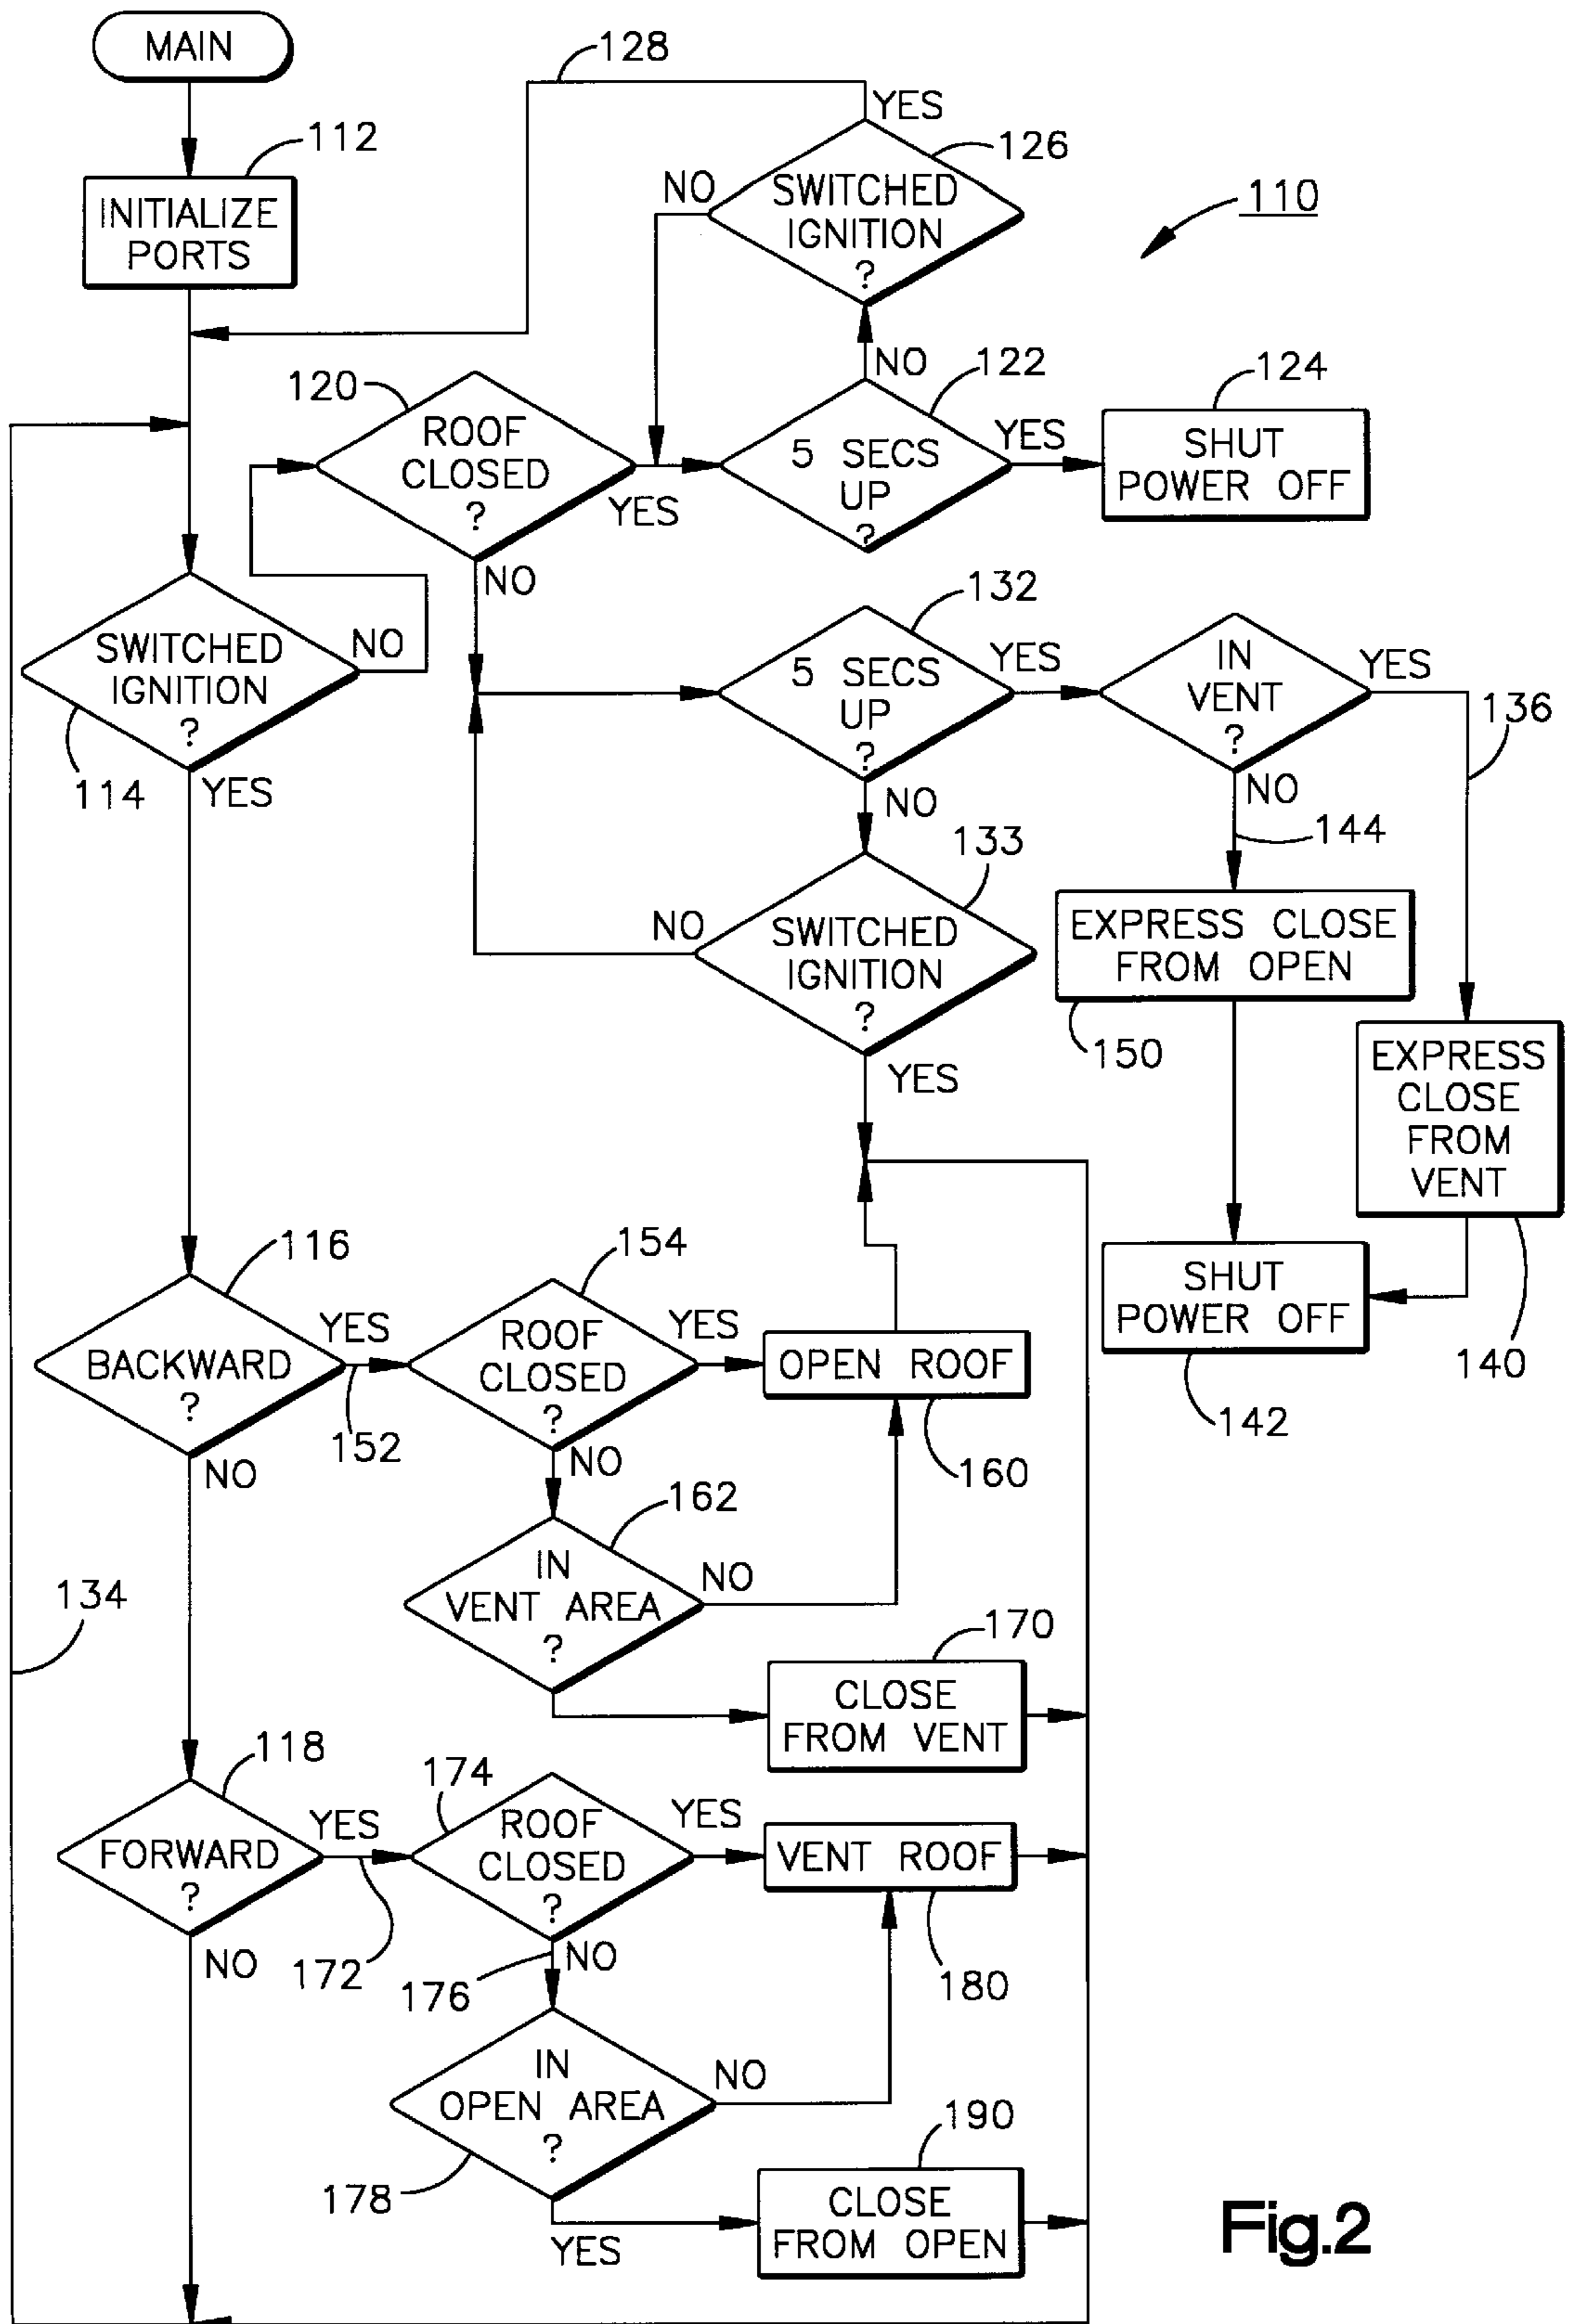 MAIN
128
YES
112
126
NO
SWITCHED
IGNITION
?
110
INITIALIZE
PORTS
NO
122
124
120
ROOF
CLOSED
?
YES
5 SECS
UP
?
YES
SHUT
POWER OFF
NO
132
SWITCHED
IGNITION
?
NO
114
YES
5 SECS
UP
?
YES
IN
VENT
?
YES
136
NO
NO
144
133
NO
SWITCHED
IGNITION
?
YES
EXPRESS CLOSE
FROM OPEN
150
EXPRESS
CLOSE
FROM
VENT
116
154
BACKWARD
?
YES
152
NO
ROOF
CLOSED
?
YES
NO
OPEN ROOF
160
SHUT
POWER OFF
142
140
162
IN
VENT AREA
?
NO
134
170
CLOSE
FROM VENT
118
174
FORWARD
?
YES
172
NO
ROOF
CLOSED
?
YES
NO
176
VENT ROOF
180
IN
OPEN AREA
?
NO
178
YES
190
CLOSE
FROM OPEN
Fig.2